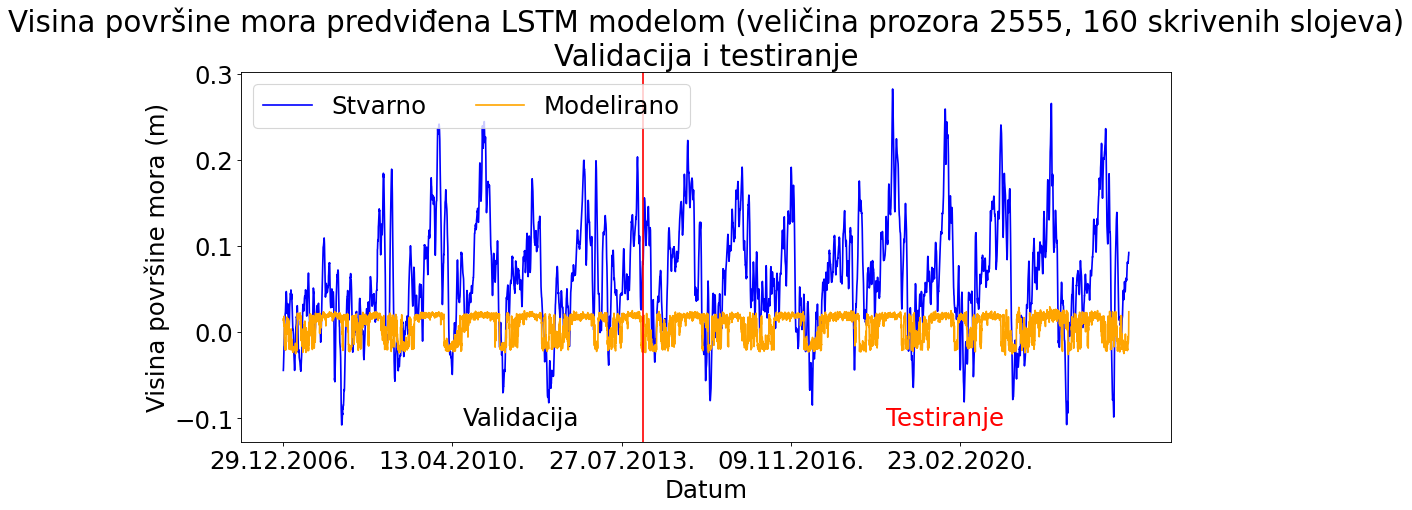 Visina površine mora predviđena LSTM modelom (veličina prozora 2555, 160 skrivenih slojeva)
Validacija i testiranje
Stvarno Modelirano
Visina površine mora (m)
0.3
0.2
0.1
0.0
−0.1
Validacija
Testiranje
29.12.2006. 13.04.2010. 27.07.2013. 09.11.2016. 23.02.2020.
Datum